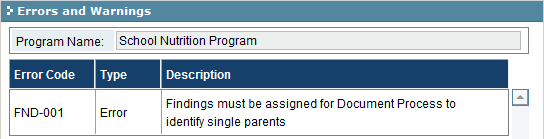 Errors and Warnings
Program Name: School Nutrition Program
Error Code Type Description
FND-001 Error Findings must be assigned for Document Process to
identify single parents